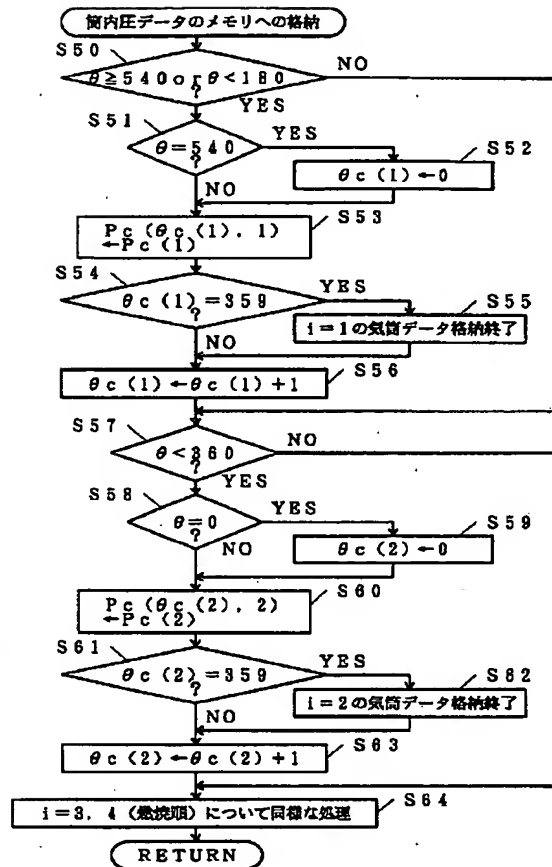 筒内圧データのメモリへの格納
S50
θ≧540 or θ<180
?
NO
YES
S51
θ=540
?
YES
S52
θc(1)←0
NO
S53
Pc(θc(1), 1)
←Pc(1)
S54
θc(1)=359
?
YES
S55
i=1の気筒データ格納終了
NO
S56
θc(1)←θc(1)+1
S57
θ<360
?
NO
YES
S58
θ=0
?
YES
S59
θc(2)←0
NO
S60
Pc(θc(2), 2)
←Pc(2)
S61
θc(2)=359
?
YES
S62
i=2の気筒データ格納終了
NO
S63
θc(2)←θc(2)+1
S64
i=3, 4(燃焼順)について同様な処理
RETURN